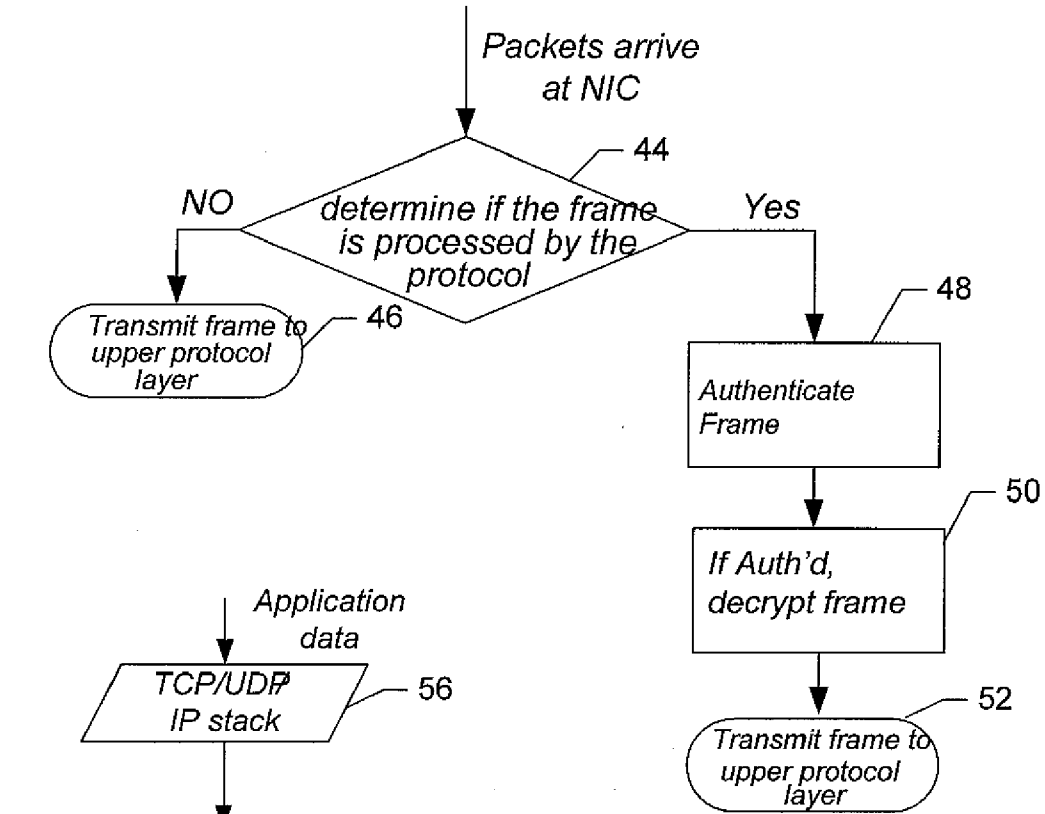 Packets arrive
at NIC
44
NO
determine if the frame
is processed by the
protocol
Yes
46
Transmit frame to
upper protocol
layer
48
Authenticate
Frame
50
If Auth'd,
decrypt frame
Application
data
TCP/UDP/
IP stack
56
52
Transmit frame to
upper protocol
layer